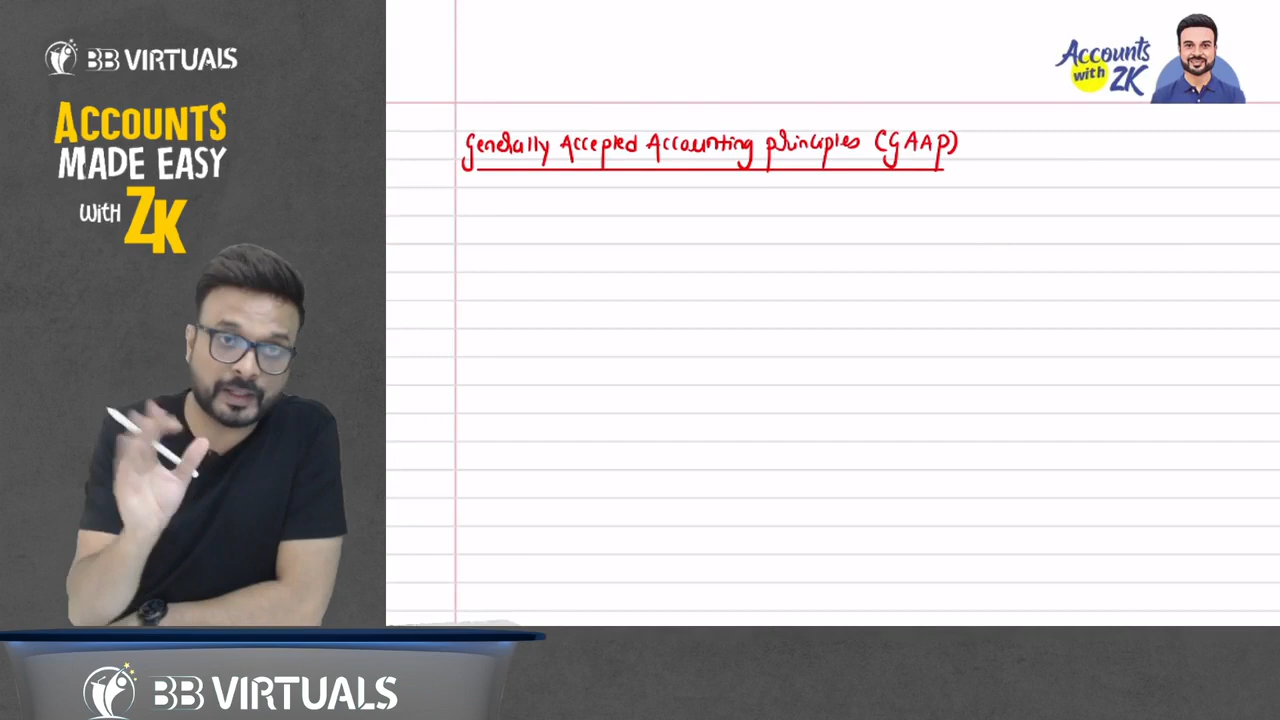 BB VIRTUALS
ACCOUNTS
MADE EASY
WITH ZK
Accounts
with ZK
Generally Accepted Accounting principles (GAAP)
BB VIRTUALS